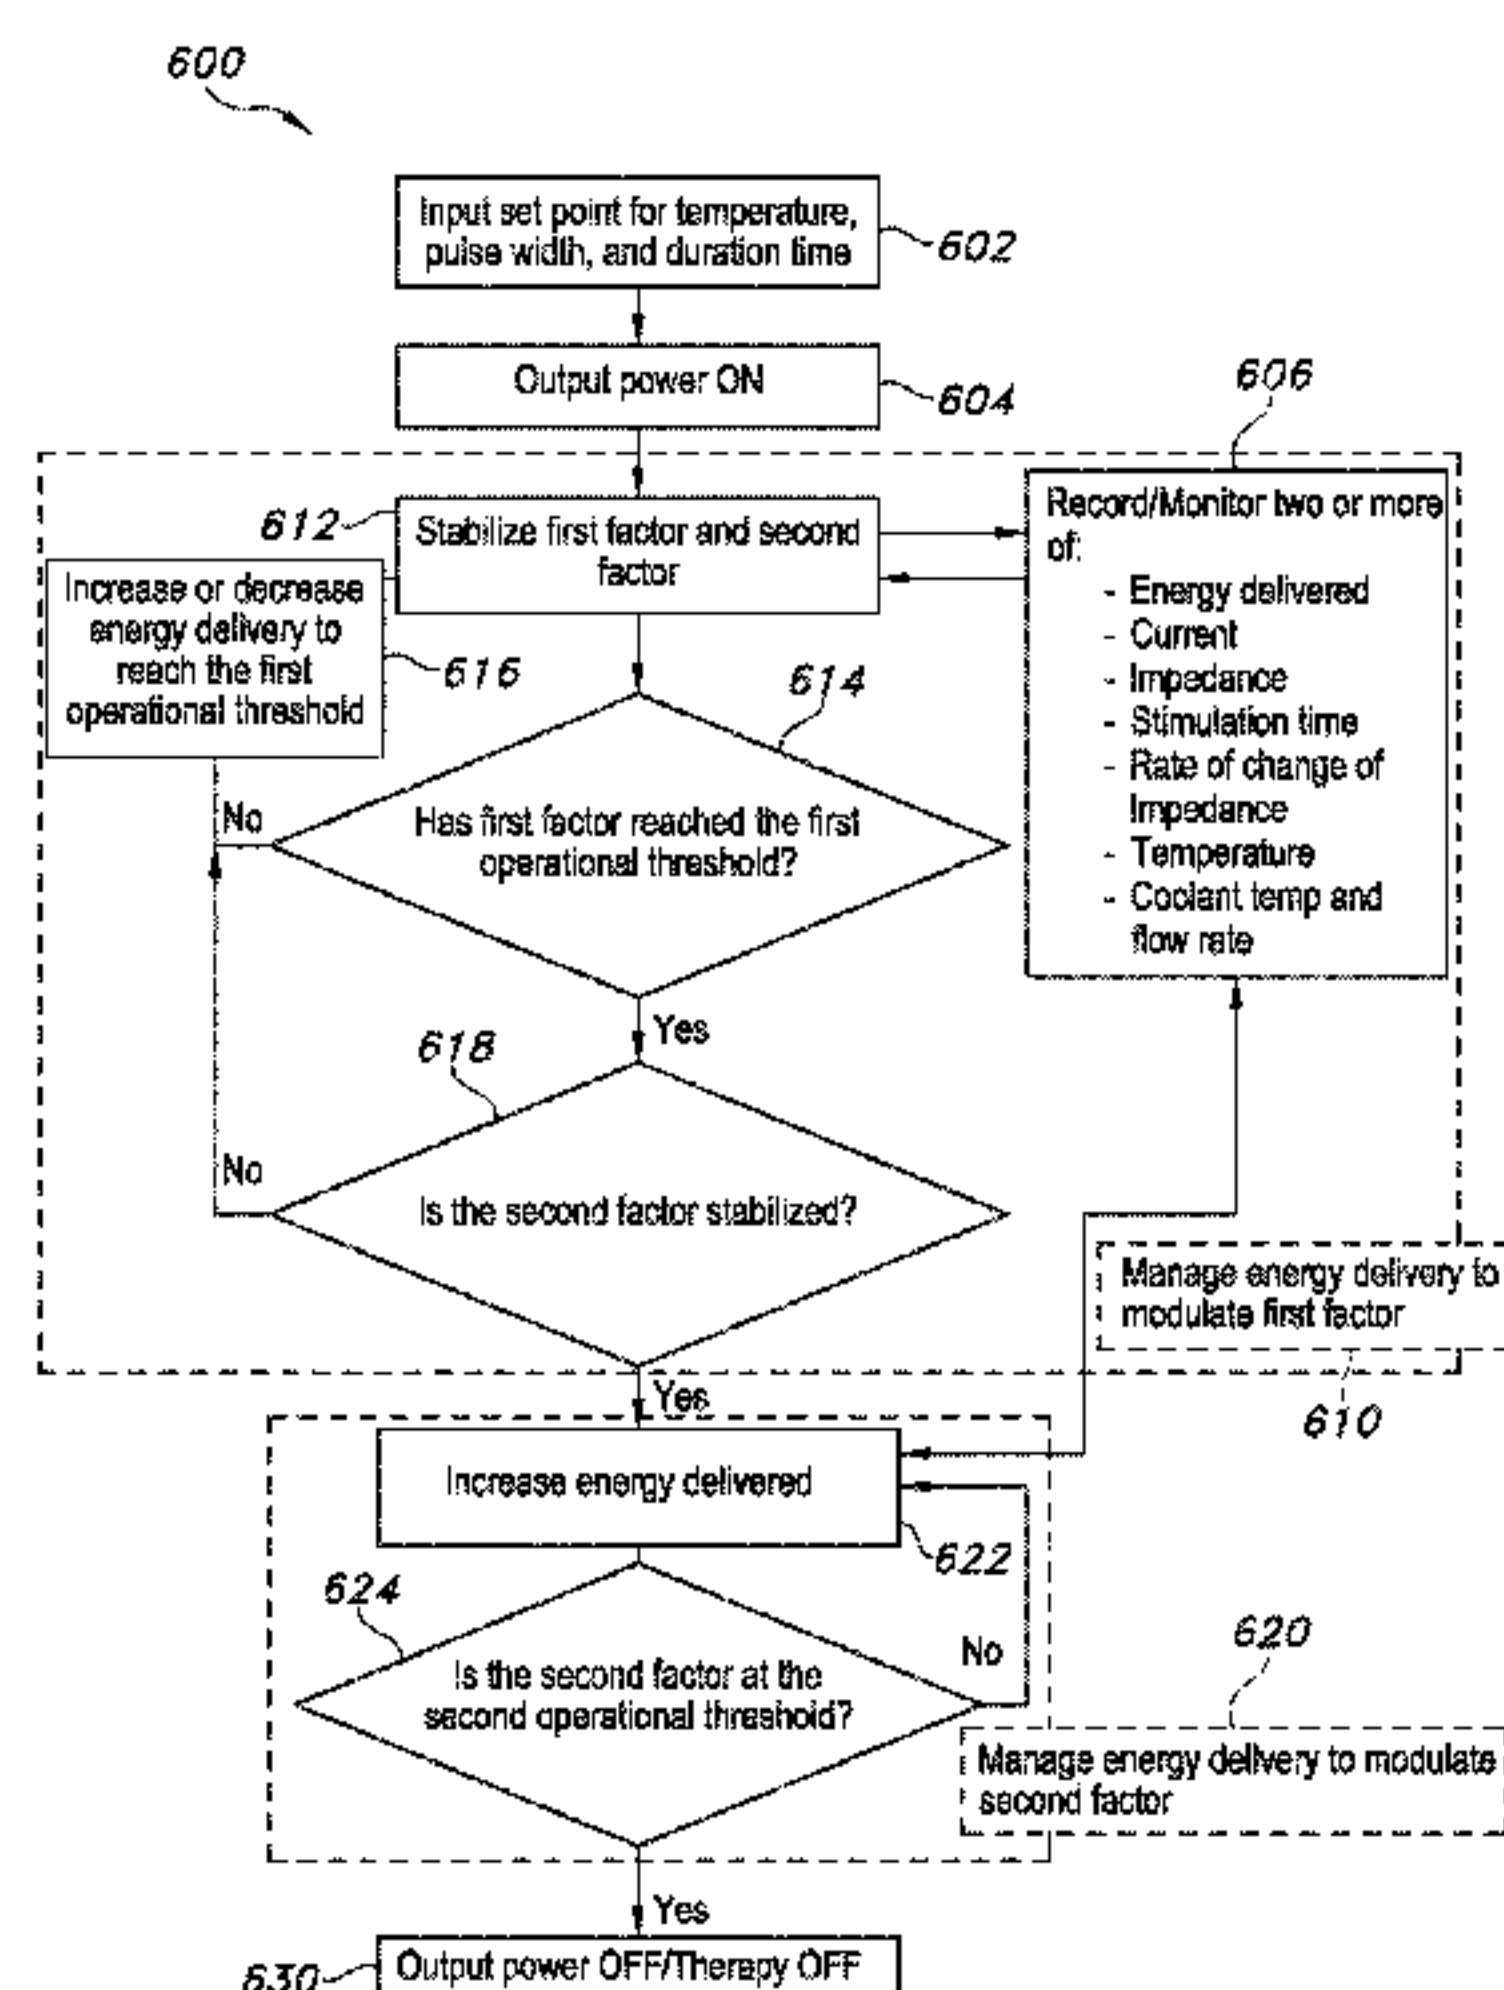 600
Input set point for temperature,
pulse width, and duration time
602
Output power ON
604
606
612
Stabilize first factor and second
factor
Record/Monitor two or more
of:
- Energy delivered
- Current
- Impedance
- Stimulation time
- Rate of change of
Impedance
- Temperature
- Coolant temp and
flow rate
Increase or decrease
energy delivery to
reach the first
operational threshold
616
614
No
Has first factor reached the first
operational threshold?
Yes
618
No
Is the second factor stabilized?
Manage energy delivery to
modulate first factor
610
Yes
Increase energy delivered
622
624
No
Is the second factor at the
second operational threshold?
620
Manage energy delivery to modulate
second factor
Yes
630
Output power OFF/Therapy OFF